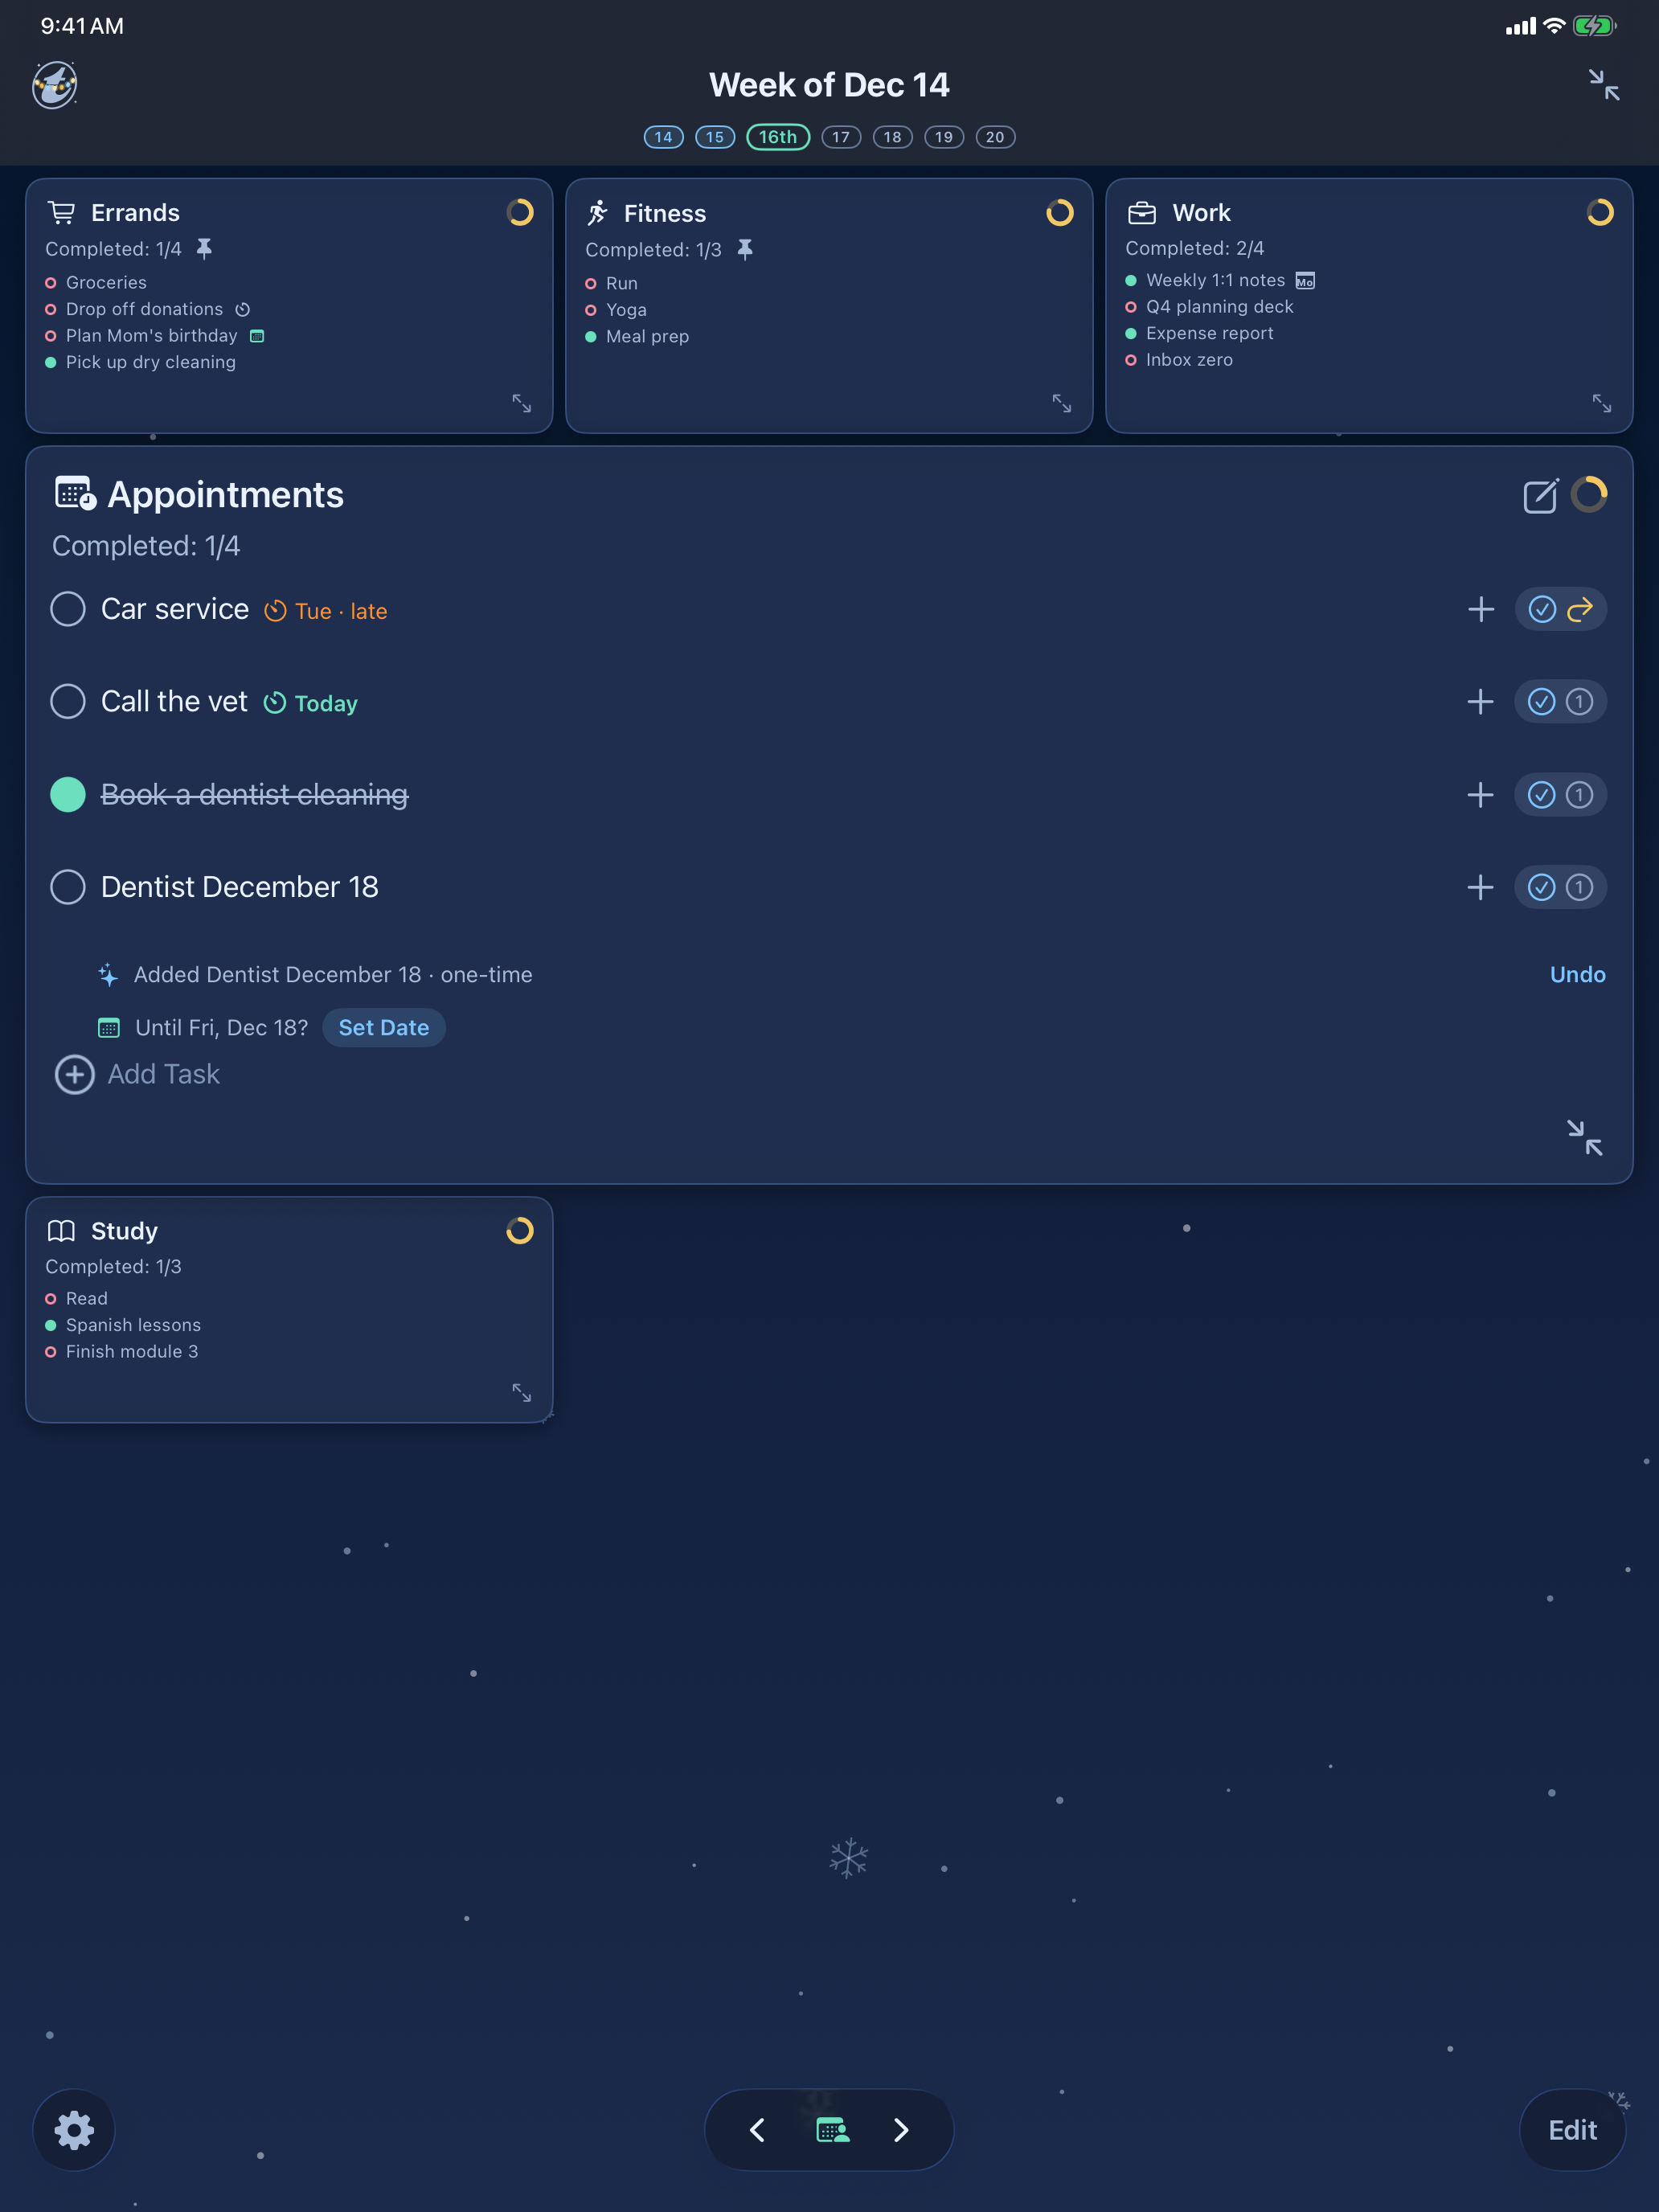 9:41 AM
Week of Dec 14
14 15 16th 17 18 19 20
Errands
Completed: 1/4
Groceries
Drop off donations
Plan Mom's birthday
Pick up dry cleaning
Fitness
Completed: 1/3
Run
Yoga
Meal prep
Work
Completed: 2/4
Weekly 1:1 notes Mo
Q4 planning deck
Expense report
Inbox zero
Appointments
Completed: 1/4
Car service Tue · late
Call the vet Today 1
Book a dentist cleaning 1
Dentist December 18 1
Added Dentist December 18 · one-time Undo
Until Fri, Dec 18? Set Date
Add Task
Study
Completed: 1/3
Read
Spanish lessons
Finish module 3
Edit